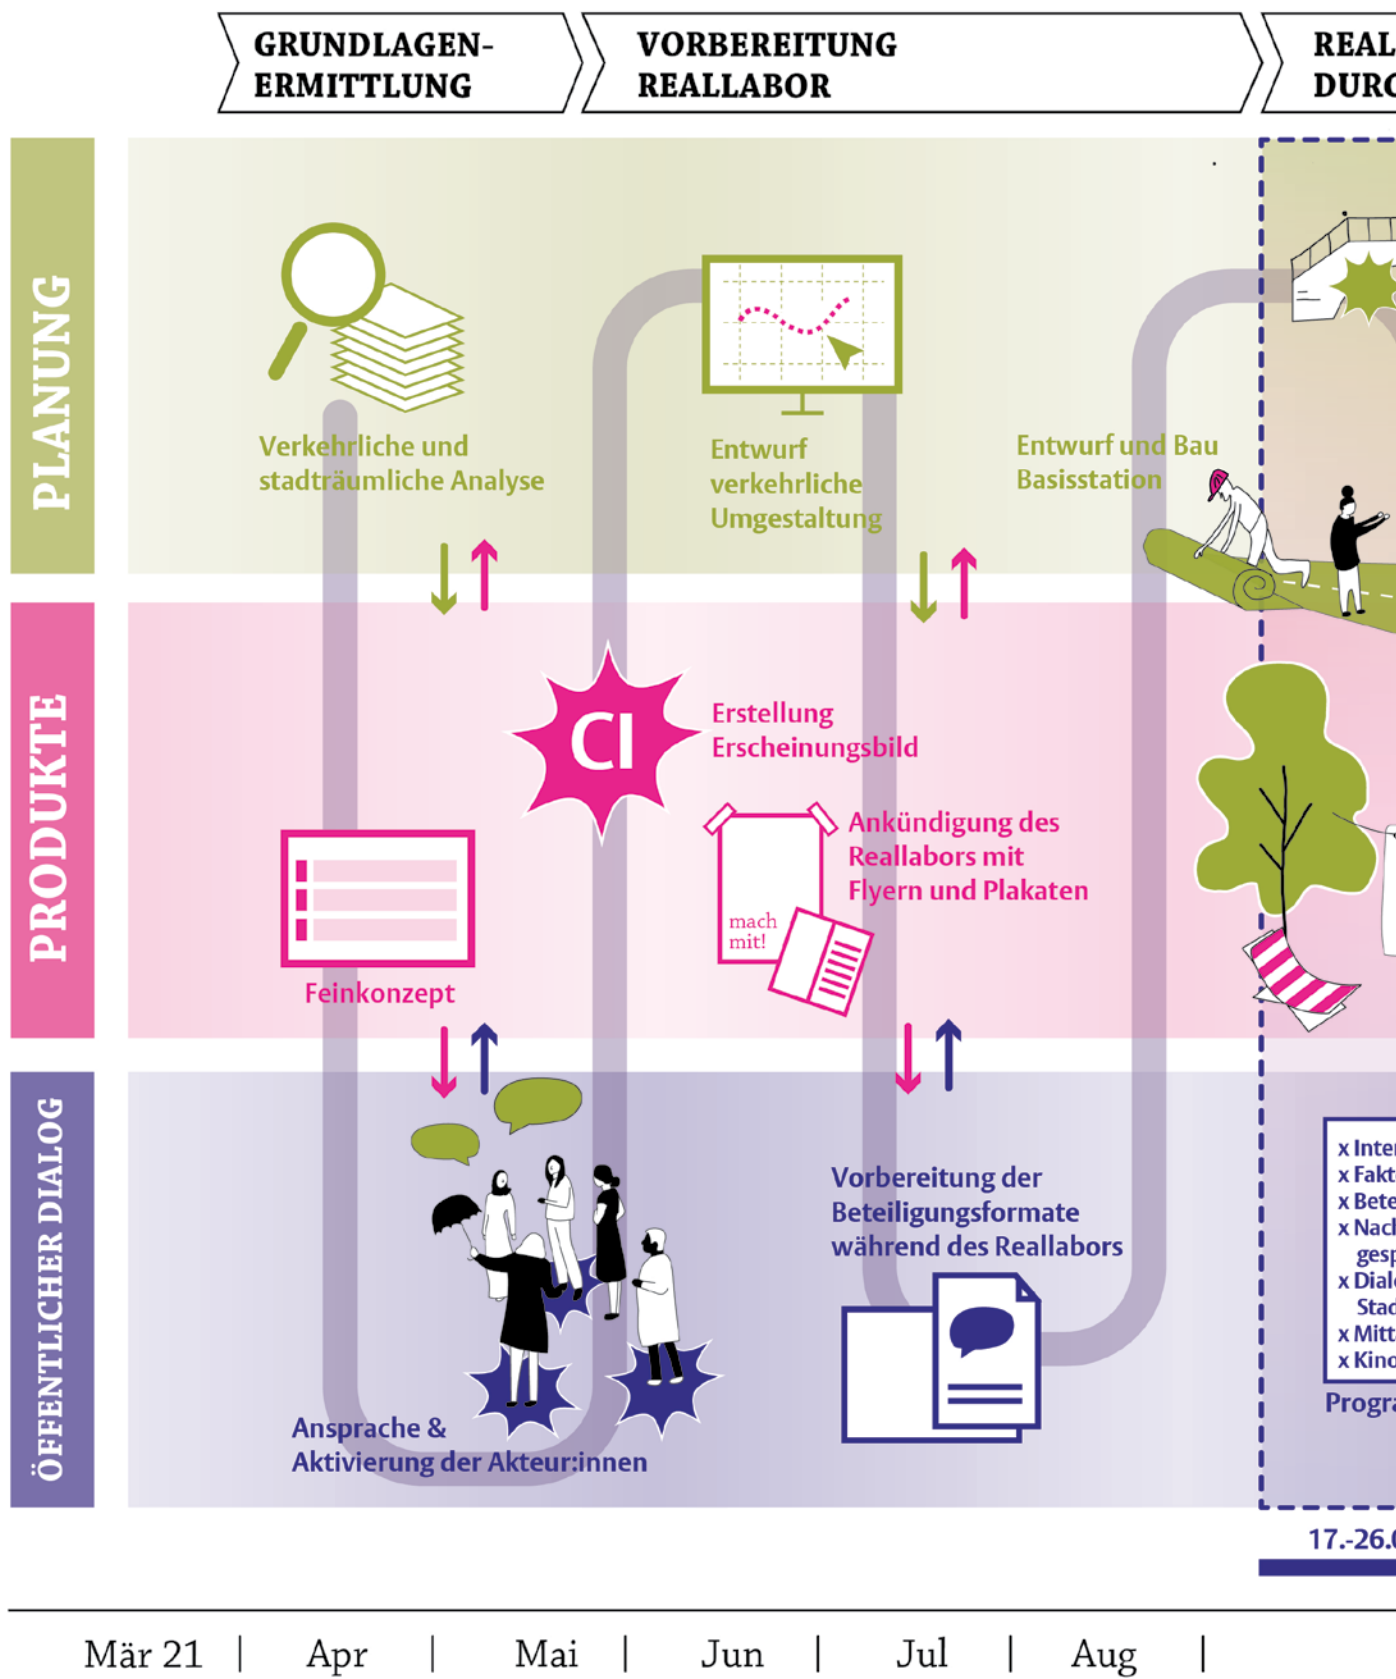 GRUNDLAGEN-
ERMITTLUNG
VORBEREITUNG
REALLABOR
PLANUNG
Verkehrliche und
stadträumliche Analyse
Entwurf
verkehrliche
Umgestaltung
Entwurf und Bau
Basisstation
PRODUKTE
CI
Erstellung
Erscheinungsbild
Ankündigung des
Reallabors mit
Flyern und Plakaten
mach
mit!
Feinkonzept
ÖFFENTLICHER DIALOG
Ansprache &
Aktivierung der Akteur:innen
Vorbereitung der
Beteiligungsformate
während des Reallabors
x
x
x
x
x
x
x
Mär 21 | Apr | Mai | Jun | Jul | Aug |